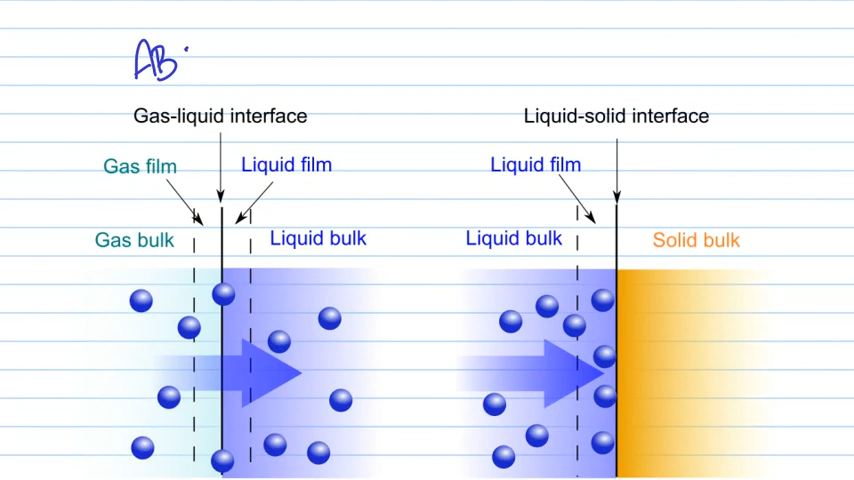 AB
Gas-liquid interface Liquid-solid interface
Gas film Liquid film Liquid film
Gas bulk Liquid bulk Liquid bulk Solid bulk